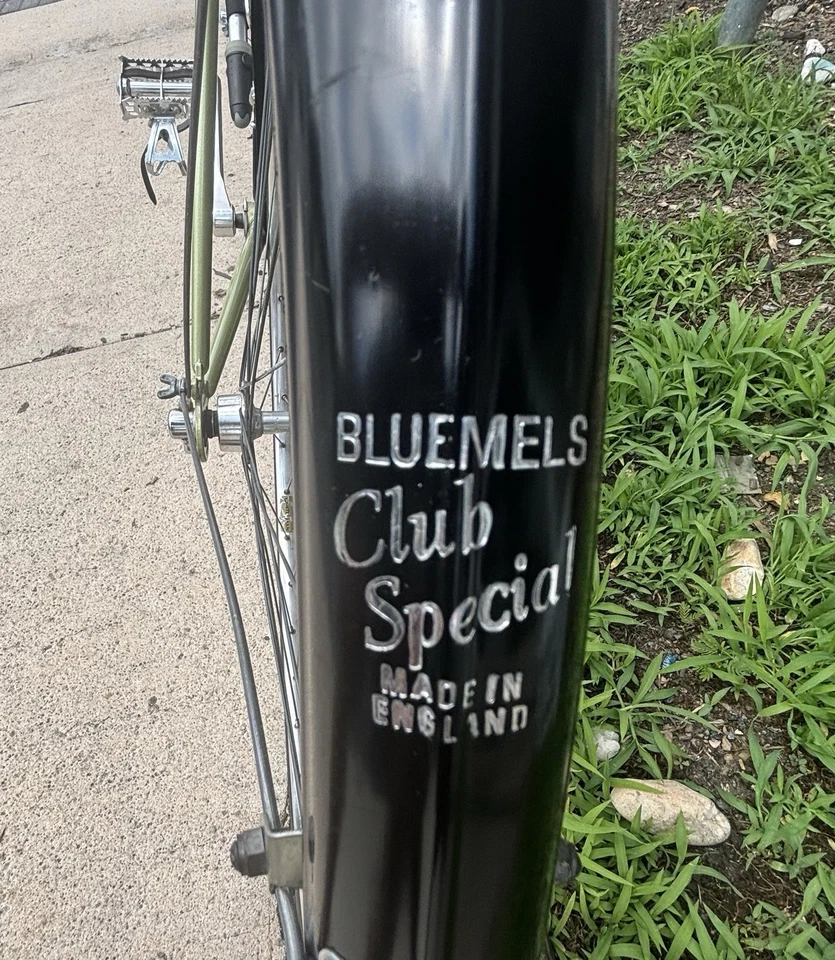 BLUEMELS
Club
Special
MADE IN
ENGLAND